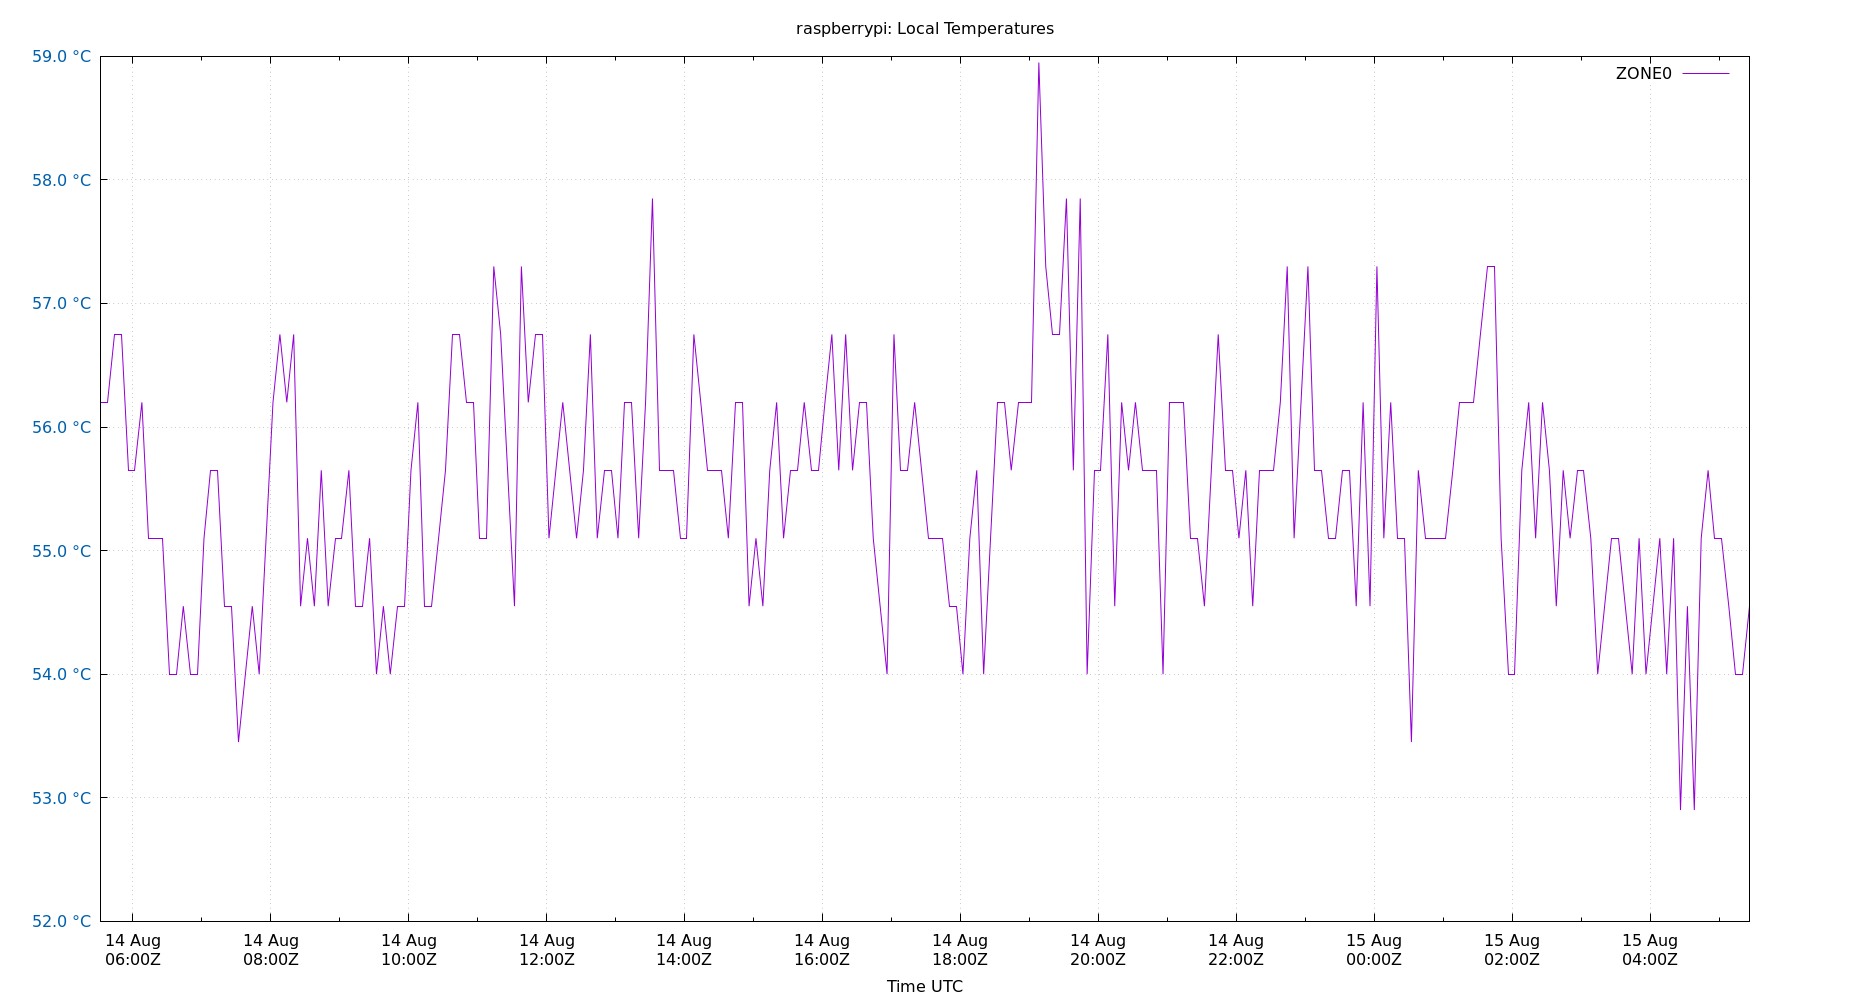 raspberrypi: Local Temperatures
59.0 °C
ZONE0
58.0 °C
57.0 °C
56.0 °C
55.0 °C
54.0 °C
53.0 °C
52.0 °C
14 Aug 14 Aug 14 Aug 14 Aug 14 Aug 14 Aug 14 Aug 14 Aug 14 Aug 15 Aug 15 Aug 15 Aug
06:00Z 08:00Z 10:00Z 12:00Z 14:00Z 16:00Z 18:00Z 20:00Z 22:00Z 00:00Z 02:00Z 04:00Z
Time UTC